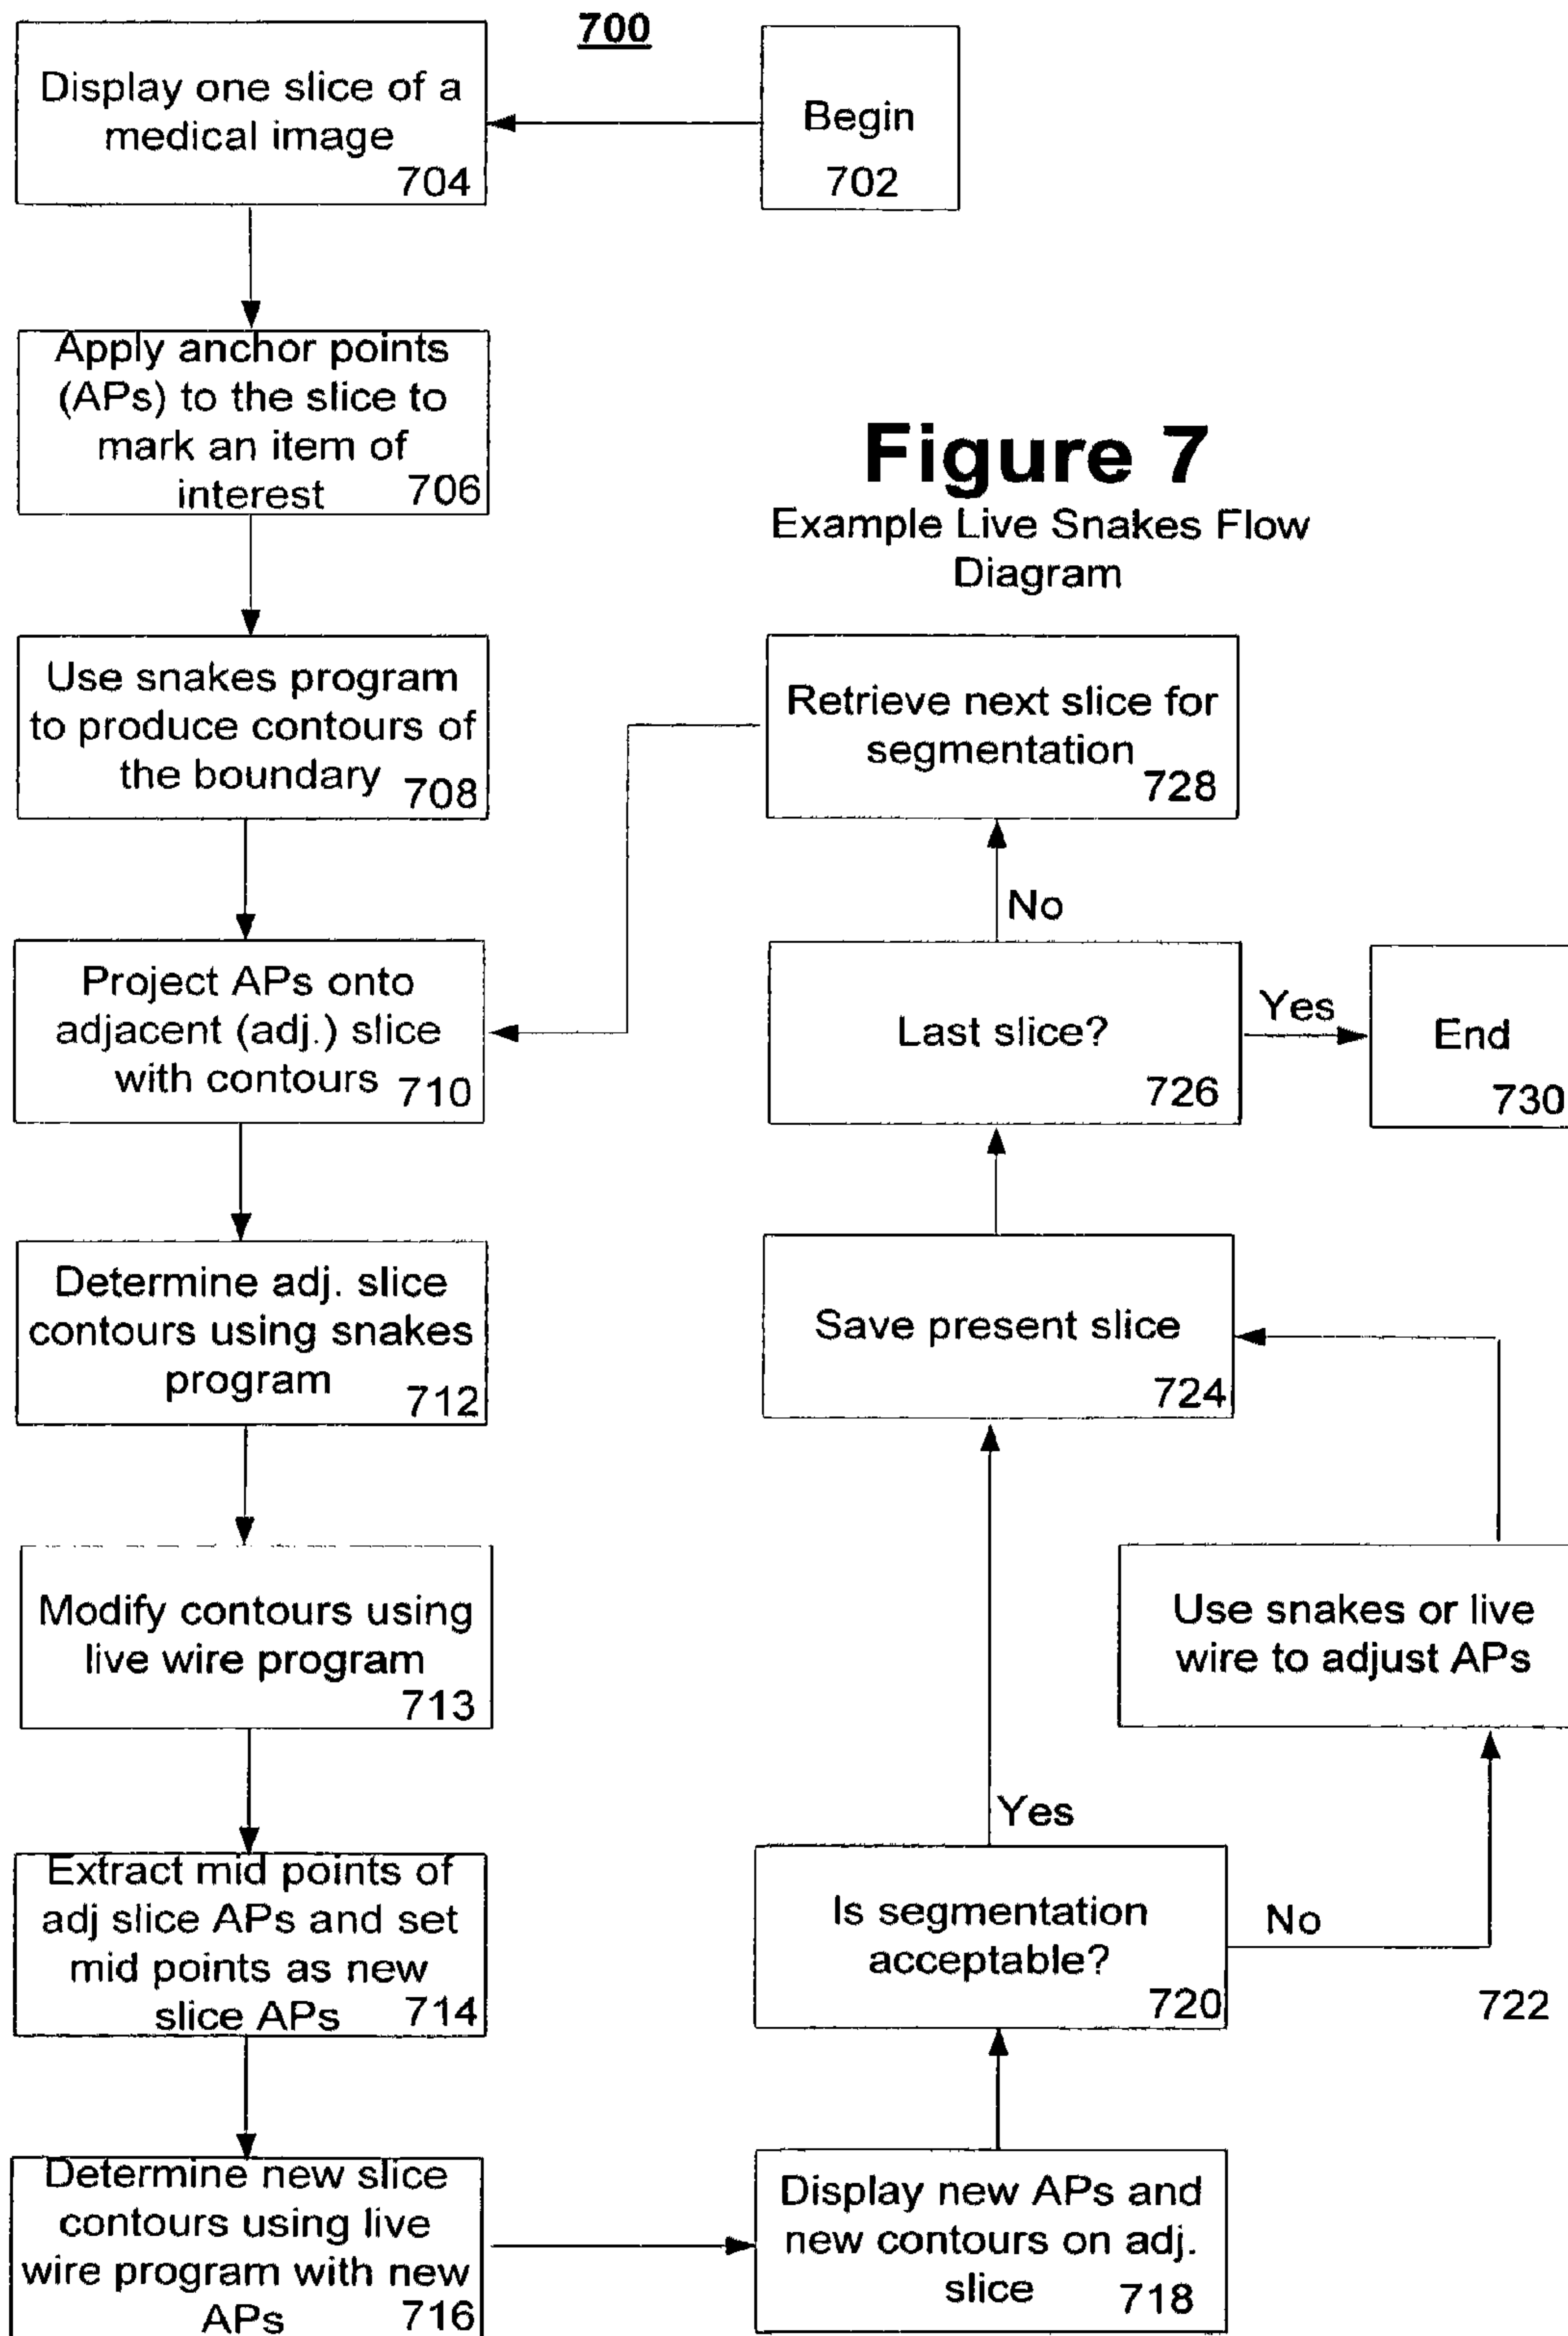 700
Begin
702
Display one slice of a
medical image
704
Apply anchor points
(APs) to the slice to
mark an item of
interest 706
Figure 7
Example Live Snakes Flow
Diagram
Use snakes program
to produce contours of
the boundary 708
Project APs onto
adjacent (adj.) slice
with contours 710
Determine adj. slice
contours using snakes
program 712
Modify contours using
live wire program
713
Extract mid points of
adj slice APs and set
mid points as new
slice APs 714
Determine new slice
contours using live
wire program with new
APs 716
Display new APs and
new contours on adj.
slice 718
Is segmentation
acceptable?
720
No
722
Use snakes or live
wire to adjust APs
Yes
Save present slice
724
Last slice?
726
Yes
End
730
No
Retrieve next slice for
segmentation
728